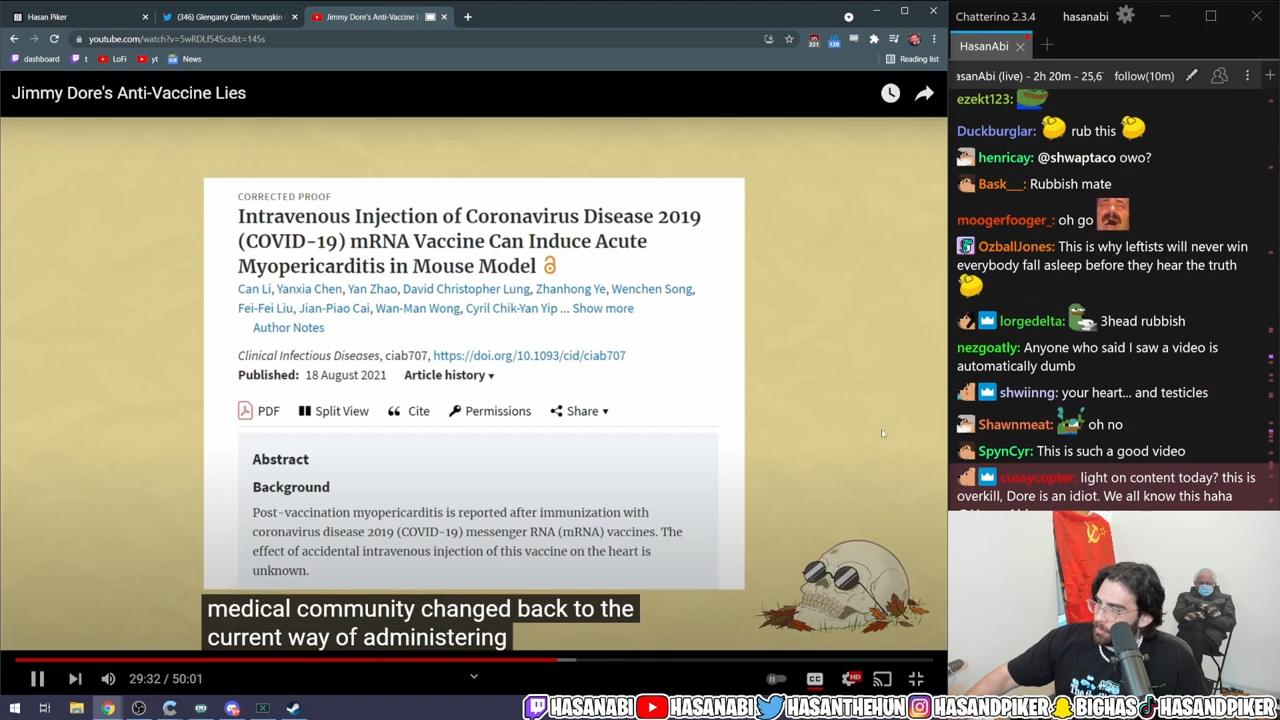 Hasan Piker
(346) Glengarry Glenn Youngkin
Jimmy Dore's Anti-Vaccine L
youtube.com/watch?v=5wRDLf54Scs&t=145s
221
120
dashboard
t
LoFi
yt
News
Reading list
Jimmy Dore's Anti-Vaccine Lies
CORRECTED PROOF
Intravenous Injection of Coronavirus Disease 2019
(COVID-19) mRNA Vaccine Can Induce Acute
Myopericarditis in Mouse Model
Can Li, Yanxia Chen, Yan Zhao, David Christopher Lung, Zhanhong Ye, Wenchen Song,
Fei-Fei Liu, Jian-Piao Cai, Wan-Man Wong, Cyril Chik-Yan Yip ... Show more
Author Notes
Clinical Infectious Diseases, ciab707, https://doi.org/10.1093/cid/ciab707
Published: 18 August 2021 Article history ▾
PDF Split View Cite Permissions Share ▾
Abstract
Background
Post-vaccination myopericarditis is reported after immunization with
coronavirus disease 2019 (COVID-19) messenger RNA (mRNA) vaccines. The
effect of accidental intravenous injection of this vaccine on the heart is
unknown.
medical community changed back to the
current way of administering
29:32 / 50:01
CC
HD
Chatterino 2.3.4
hasanabi
HasanAbi
asanAbi (live) - 2h 20m - 25,6
follow(10m)
ezekt123:
Duckburglar: rub this
henricay: @shwaptaco owo?
Bask___: Rubbish mate
moogerfooger_: oh go
OzballJones: This is why leftists will never win
everybody fall asleep before they hear the truth
lorgedelta: 3head rubbish
nezgoatly: Anyone who said I saw a video is
automatically dumb
shwiinng: your heart... and testicles
Shawnmeat: oh no
SpynCyr: This is such a good video
cussycopter: light on content today? this is
overkill, Dore is an idiot. We all know this haha
HASANABI HASANABI HASANTHEHUN HASANDPIKER BIGHAS HASANDPIKER